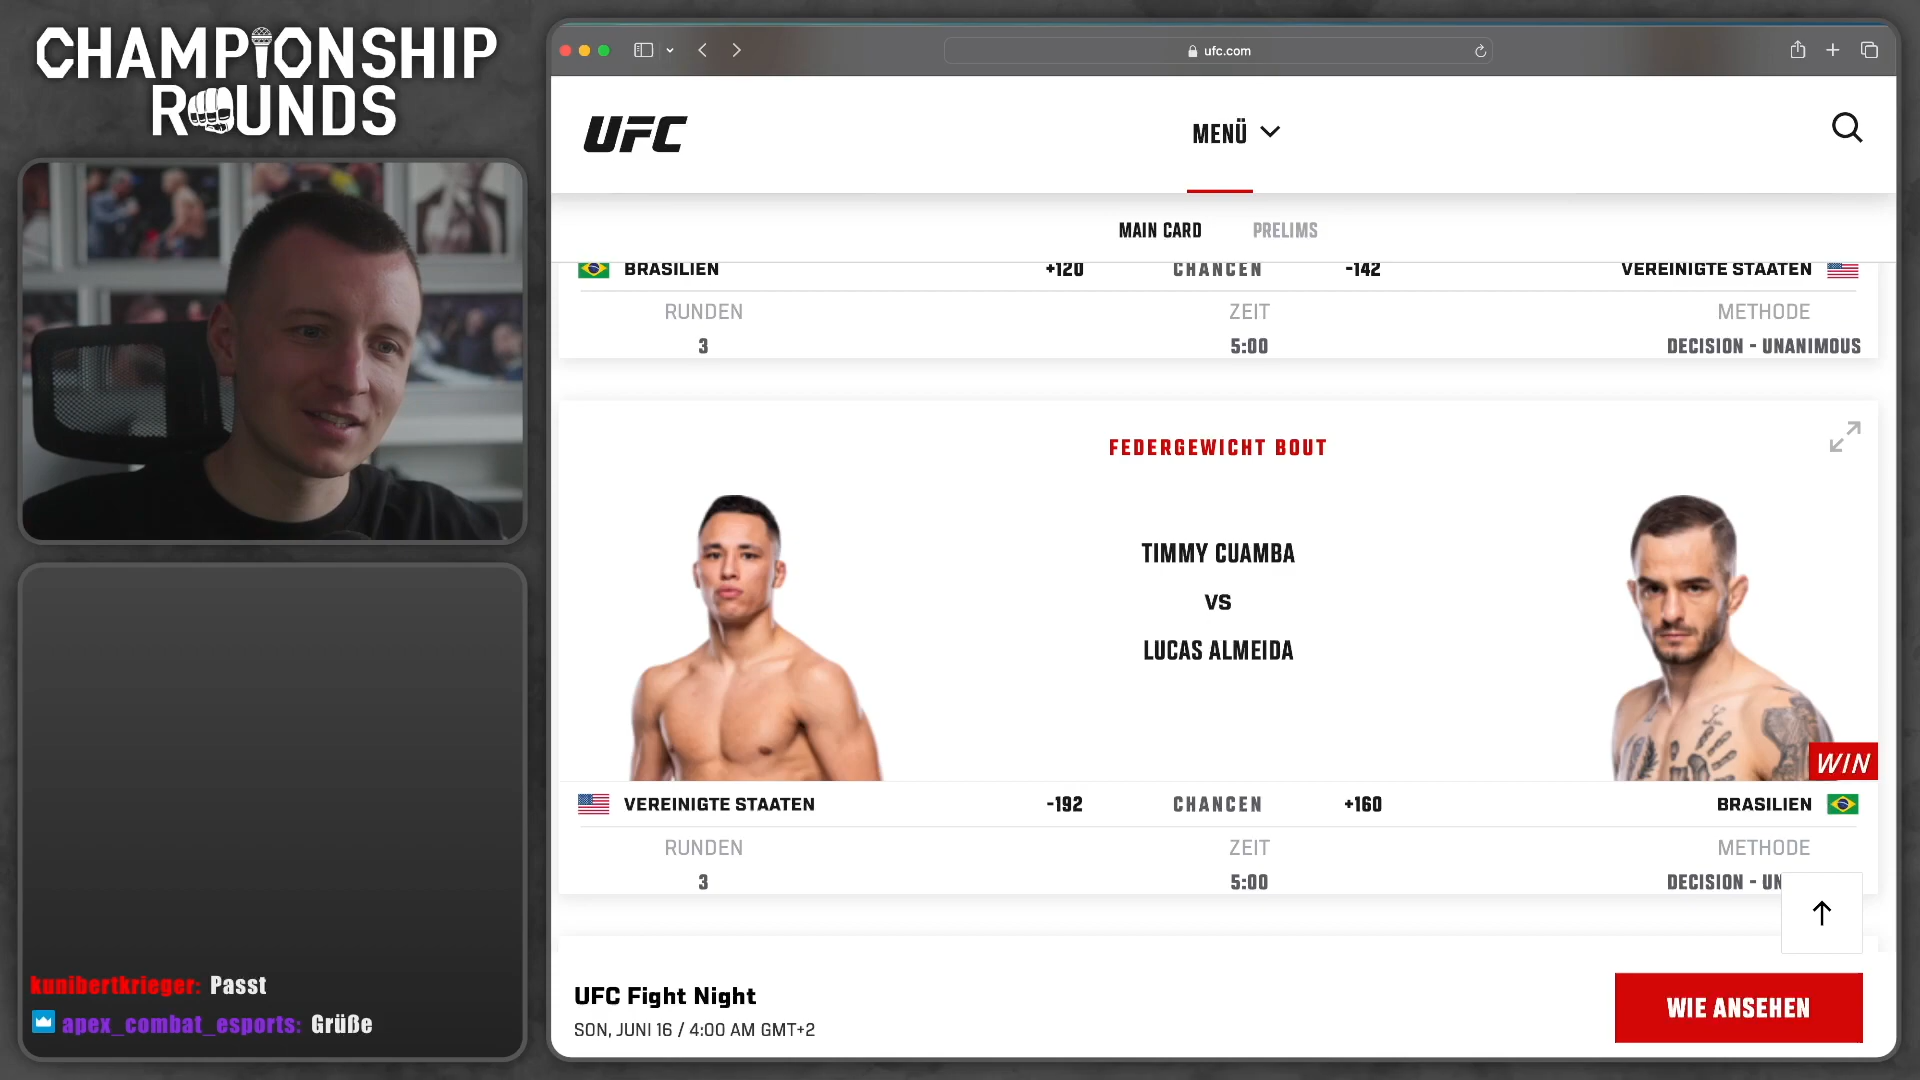 CHAMPIONSHIP
ROUNDS
ufc.com
UFC
MENÜ
MAIN CARD PRELIMS
BRASILIEN +120 CHANCEN -142 VEREINIGTE STAATEN
RUNDEN ZEIT METHODE
3 5:00 DECISION - UNANIMOUS
FEDERGEWICHT BOUT
TIMMY CUAMBA
VS
LUCAS ALMEIDA
WIN
VEREINIGTE STAATEN -192 CHANCEN +160 BRASILIEN
RUNDEN ZEIT METHODE
3 5:00 DECISION - UN
UFC Fight Night
SON, JUNI 16 / 4:00 AM GMT+2
WIE ANSEHEN
kunibertkrieger: Passt
apex_combat_esports: Grüße